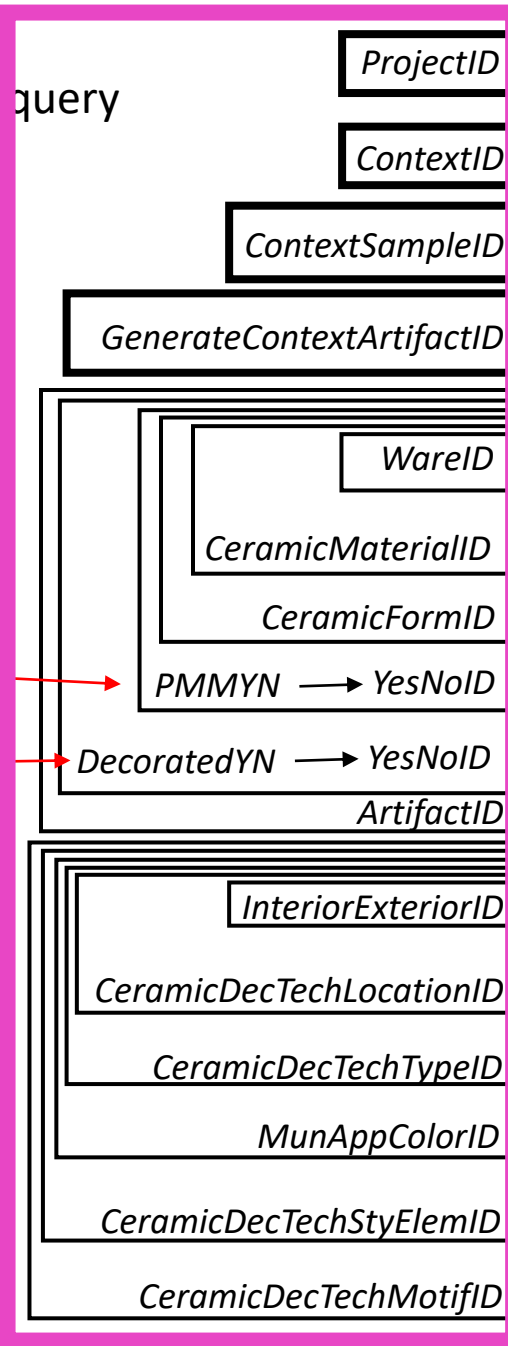 ProjectID
query
ContextID
ContextSampleID
GenerateContextArtifactID
WareID
CeramicMaterialID
CeramicFormID
PMMYN YesNoID
DecoratedYN YesNoID
ArtifactID
InteriorExteriorID
CeramicDecTechLocationID
CeramicDecTechTypeID
MunAppColorID
CeramicDecTechStyElemID
CeramicDecTechMotifID